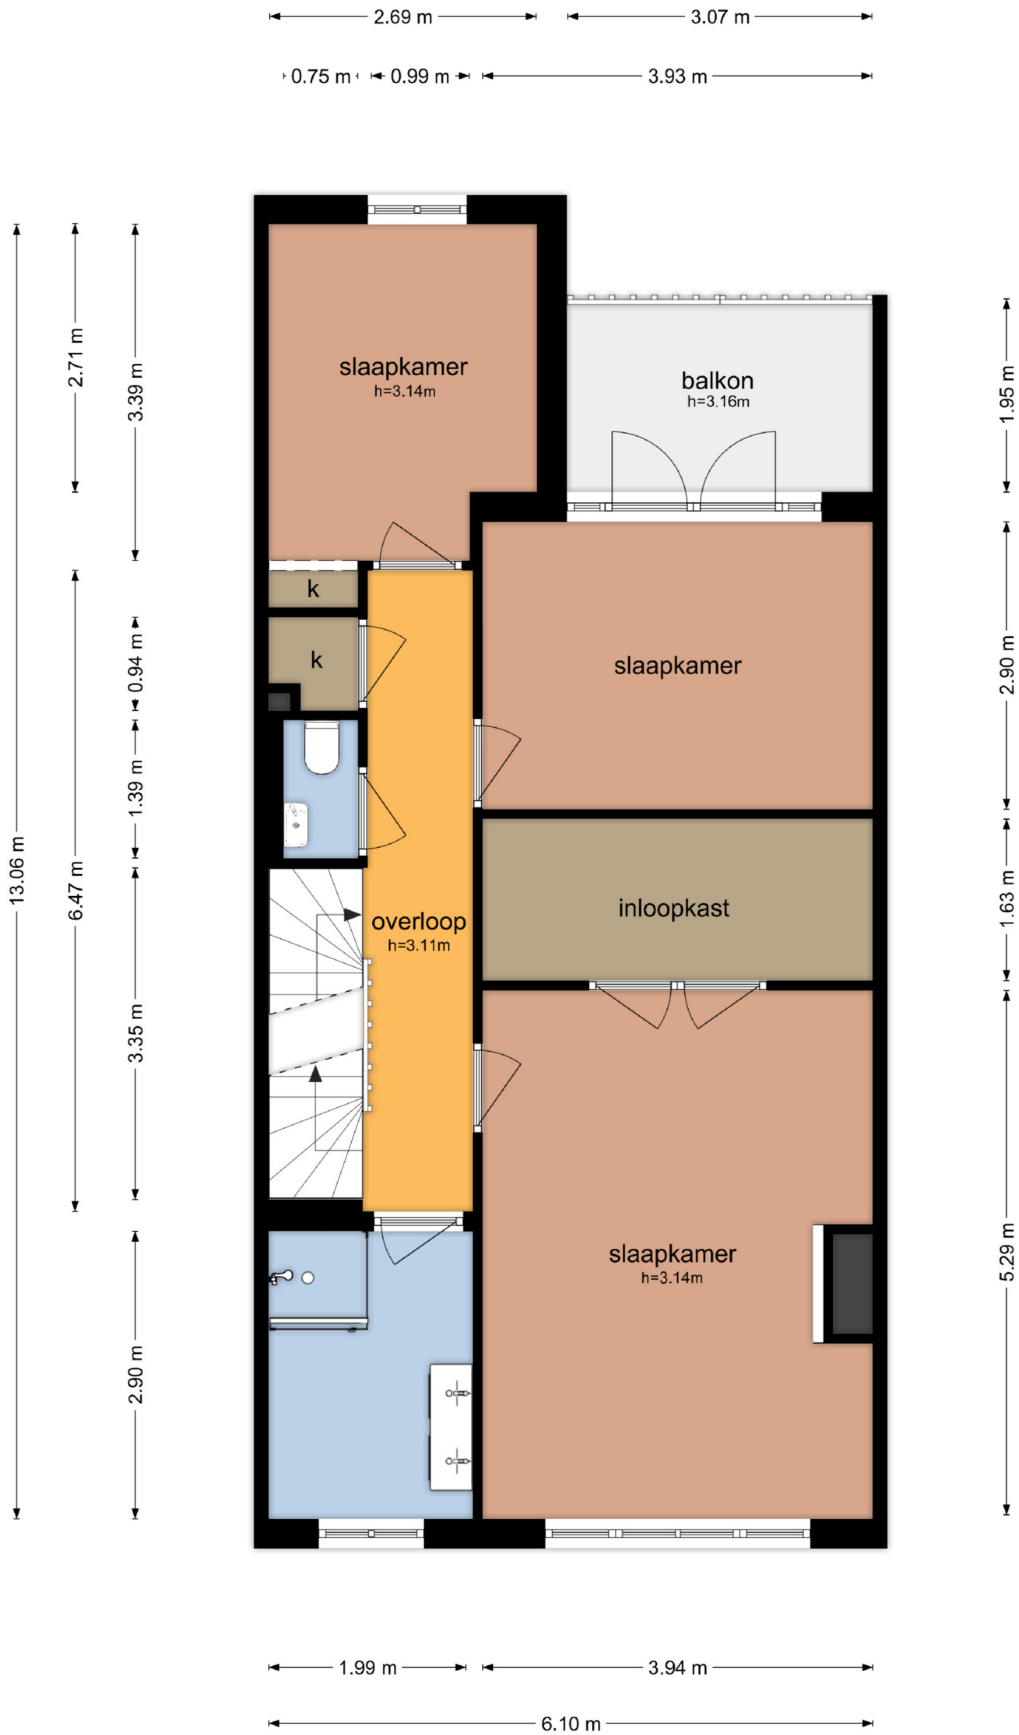 2.69 m
3.07 m
0.75 m
0.99 m
3.93 m
slaapkamer
h=3.14m
balkon
h=3.16m
13.06 m
2.71 m
3.39 m
1.95 m
k
k
slaapkamer
0.94 m
2.90 m
1.39 m
6.47 m
inloopkast
1.63 m
overloop
h=3.11m
3.35 m
slaapkamer
h=3.14m
5.29 m
2.90 m
1.99 m
3.94 m
6.10 m